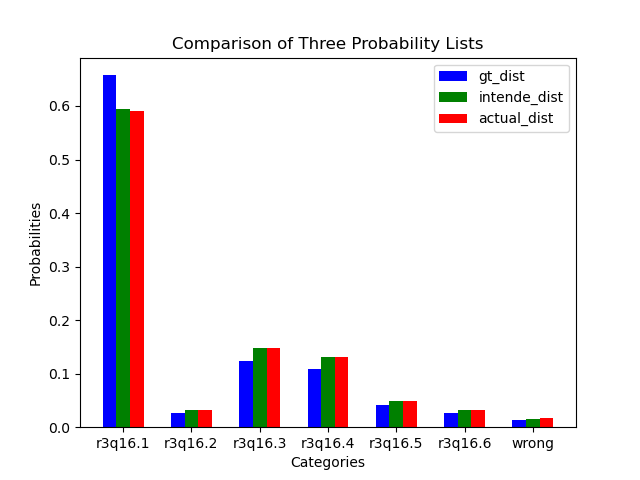 Comparison of Three Probability Lists
gt_dist
intende_dist
actual_dist
Probabilities
0.6
0.5
0.4
0.3
0.2
0.1
0.0
r3q16.1 r3q16.2 r3q16.3 r3q16.4 r3q16.5 r3q16.6 wrong
Categories